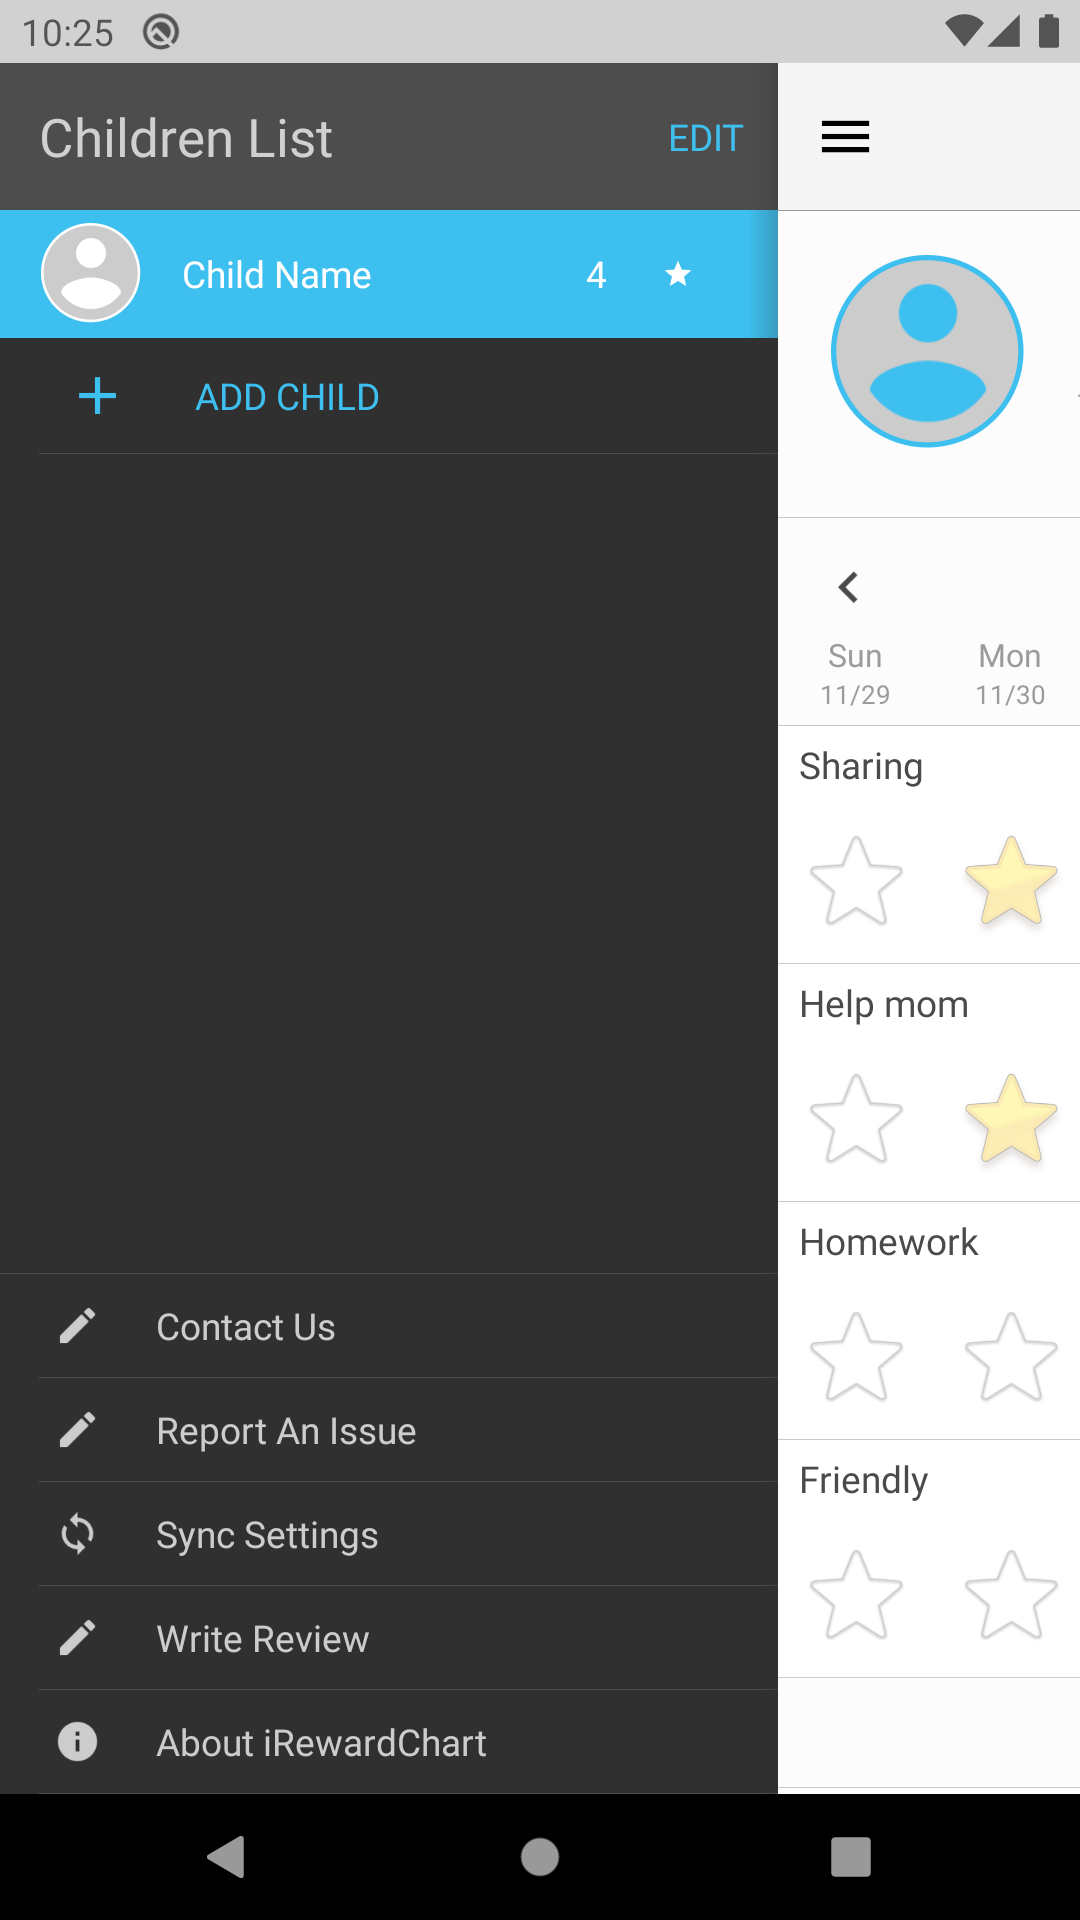 10:25
Children List
EDIT
Child Name
4
ADD CHILD
Contact Us
Report An Issue
Sync Settings
Write Review
About iRewardChart
Sun
Mon
11/29
11/30
Sharing
Help mom
Homework
Friendly